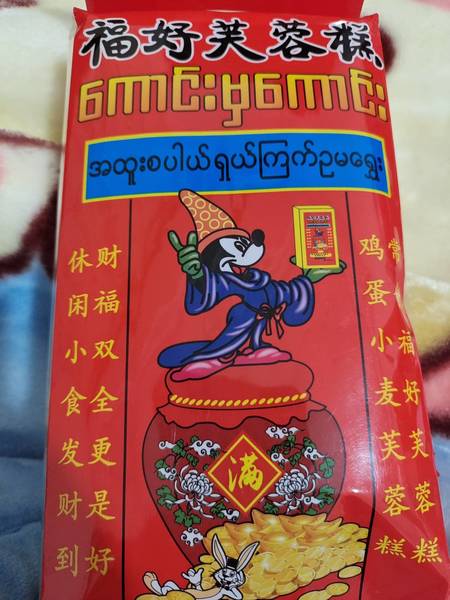 福好芙蓉糕
ကောင်းမှကောင်း
အထူးစပါယ်ရှယ်ကြက်ဥမရွှေး
常福好芙蓉糕
鸡蛋小麦芙蓉糕
财福双全更是好
休闲小食发财到
满